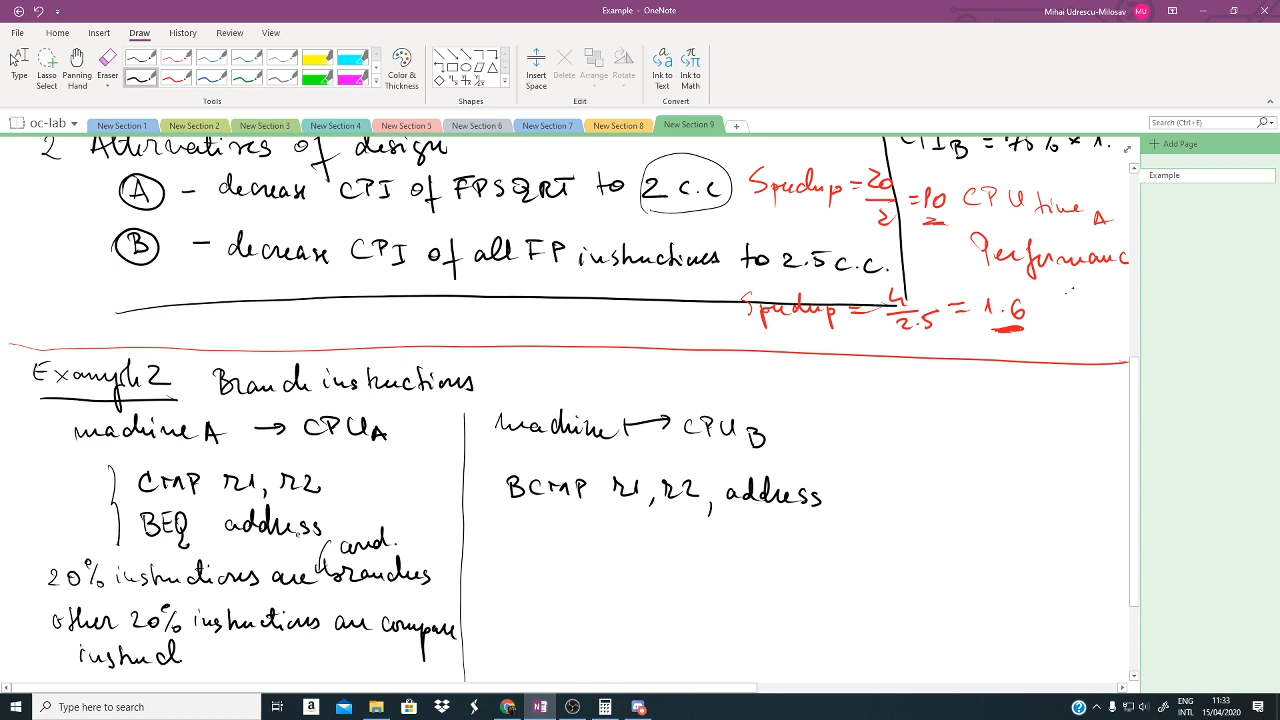 Example - OneNote
Mihai Udrescu-Milosav MU
File Home Insert Draw History Review View
Type Lasso Select Panning Hand Eraser Color & Thickness Insert Space Delete Arrange Rotate Ink to Text Ink to Math
Tools Shapes Edit Convert
oc-lab New Section 1 New Section 2 New Section 3 New Section 4 New Section 5 New Section 6 New Section 7 New Section 8 New Section 9 Search (Ctrl+E)
Add Page
Example
2 Alternatives of design
CPI B = 75% * 1.
A - decrease CPI of FPSQRT to 2 c.c Speedup = 20/2 = 10 CPU time A
Performanc
B - decrease CPI of all FP instructions to 2.5 c.c.
Speedup = 4/2.5 = 1.6
Example 2 Branch instructions
machine A → CPU A
CMP r1, r2
BEQ address
cond.
20% instructions are branches
other 20% instructions are compare
instruct
machine → CPU B
BCMP r1, r2, address
Type here to search
ENG INTL 11:33 15/04/2020